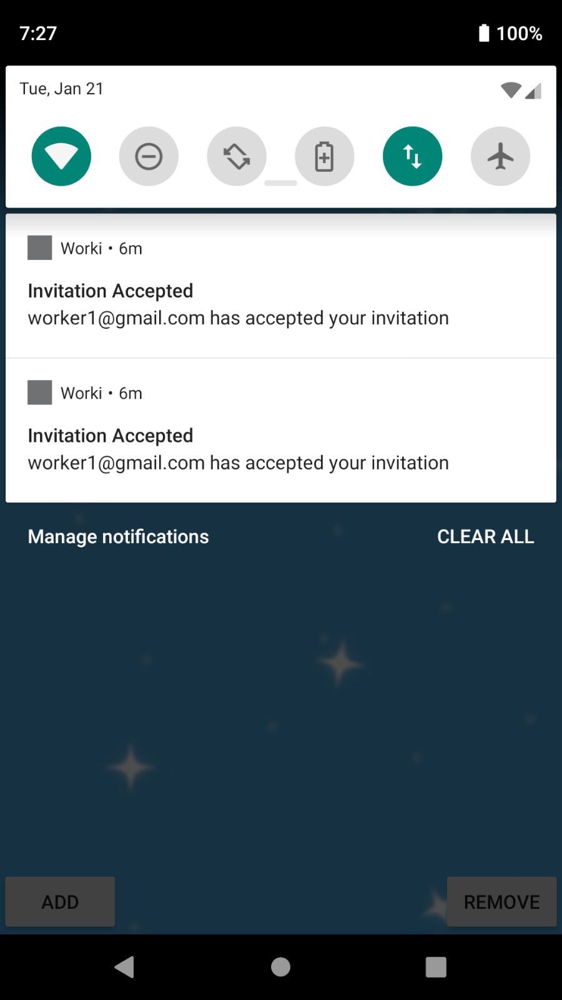 7:27
100%
Tue, Jan 21
Worki • 6m
Invitation Accepted
worker1@gmail.com has accepted your invitation
Worki • 6m
Invitation Accepted
worker1@gmail.com has accepted your invitation
Manage notifications
CLEAR ALL
ADD
REMOVE